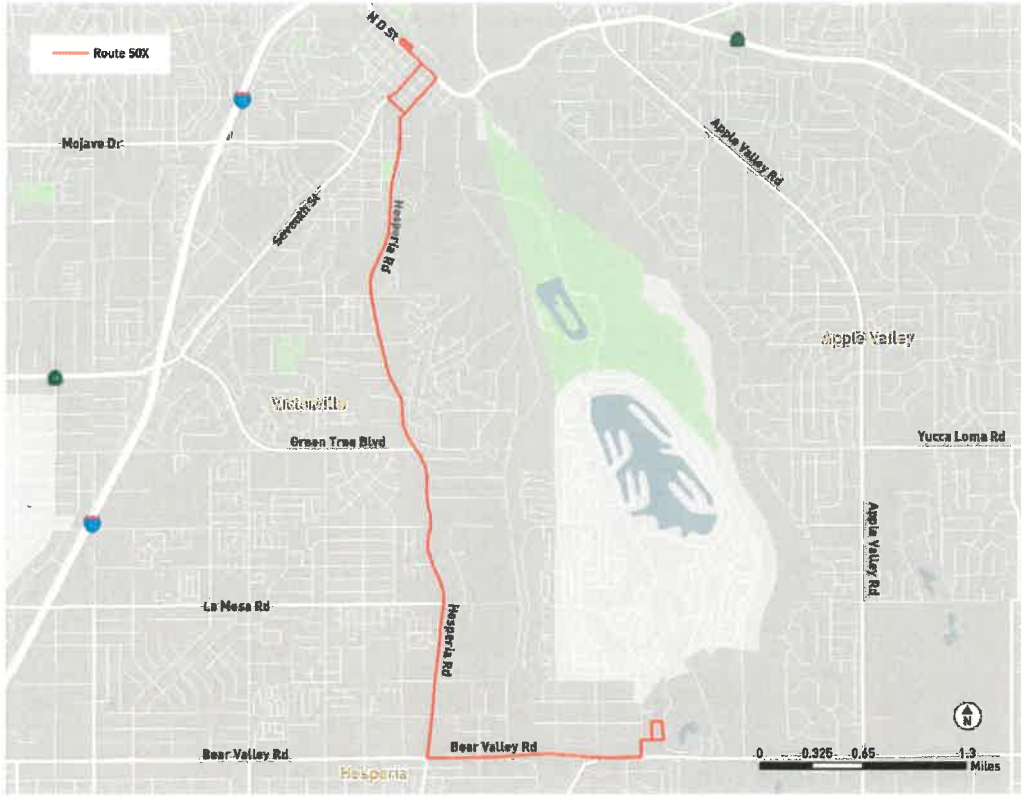 N D St
Route 50X
Mojave Dr
Apple Valley Rd
Seventh St
Hesperia Rd
Apple Valley
Victorville
Green Tree Blvd
Yucca Loma Rd
Apple Valley Rd
La Mesa Rd
Hesperia Rd
N
Bear Valley Rd
Bear Valley Rd
0 0.325 0.65 1.3
Miles
Hesperia